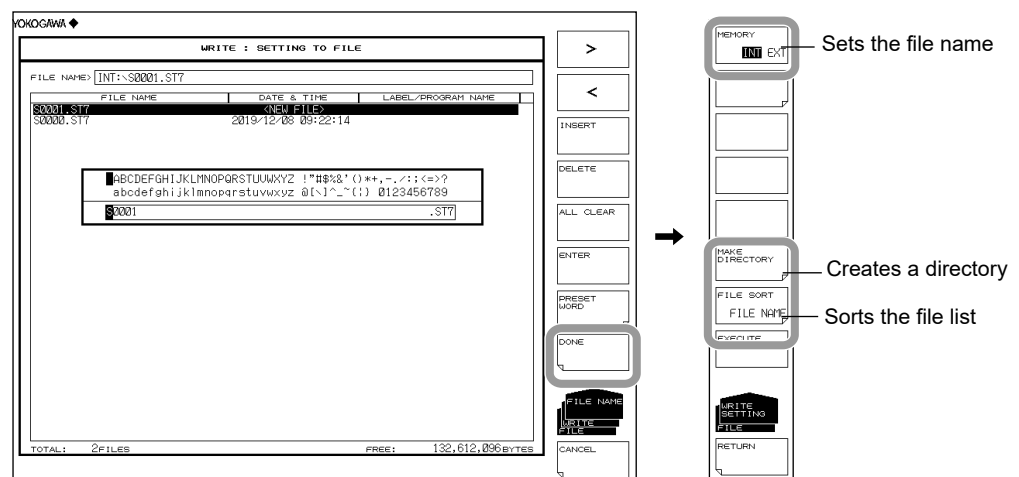 YOKOGAWA ◆
WRITE : SETTING TO FILE
FILE NAME> INT:\S0001.ST7
FILE NAME DATE & TIME LABEL/PROGRAM NAME
S0001.ST7 <NEW FILE>
S0000.ST7 2019/12/08 09:22:14
ABCDEFGHIJKLMNOPQRSTUVWXYZ !"#$%&'()*+,-./:;<=>?
abcdefghijklmnopqrstuvwxyz @[\]^_~{¦} 0123456789
S0001 .ST7
TOTAL: 2FILES FREE: 132,612,096BYTES
>
<
INSERT
DELETE
ALL CLEAR
ENTER
PRESET
WORD
DONE
FILE NAME
WRITE
FILE
CANCEL
➞
MEMORY
INT EXT
Sets the file name
MAKE
DIRECTORY
Creates a directory
FILE SORT
FILE NAME
Sorts the file list
EXECUTE
WRITE
SETTING
FILE
RETURN